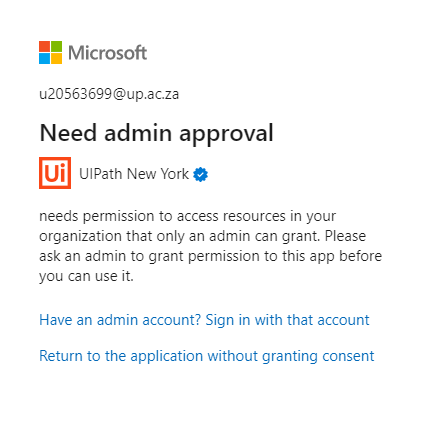 Microsoft
u20563699@up.ac.za
Need admin approval
Ui UIPath New York
needs permission to access resources in your
organization that only an admin can grant. Please
ask an admin to grant permission to this app before
you can use it.
Have an admin account? Sign in with that account
Return to the application without granting consent